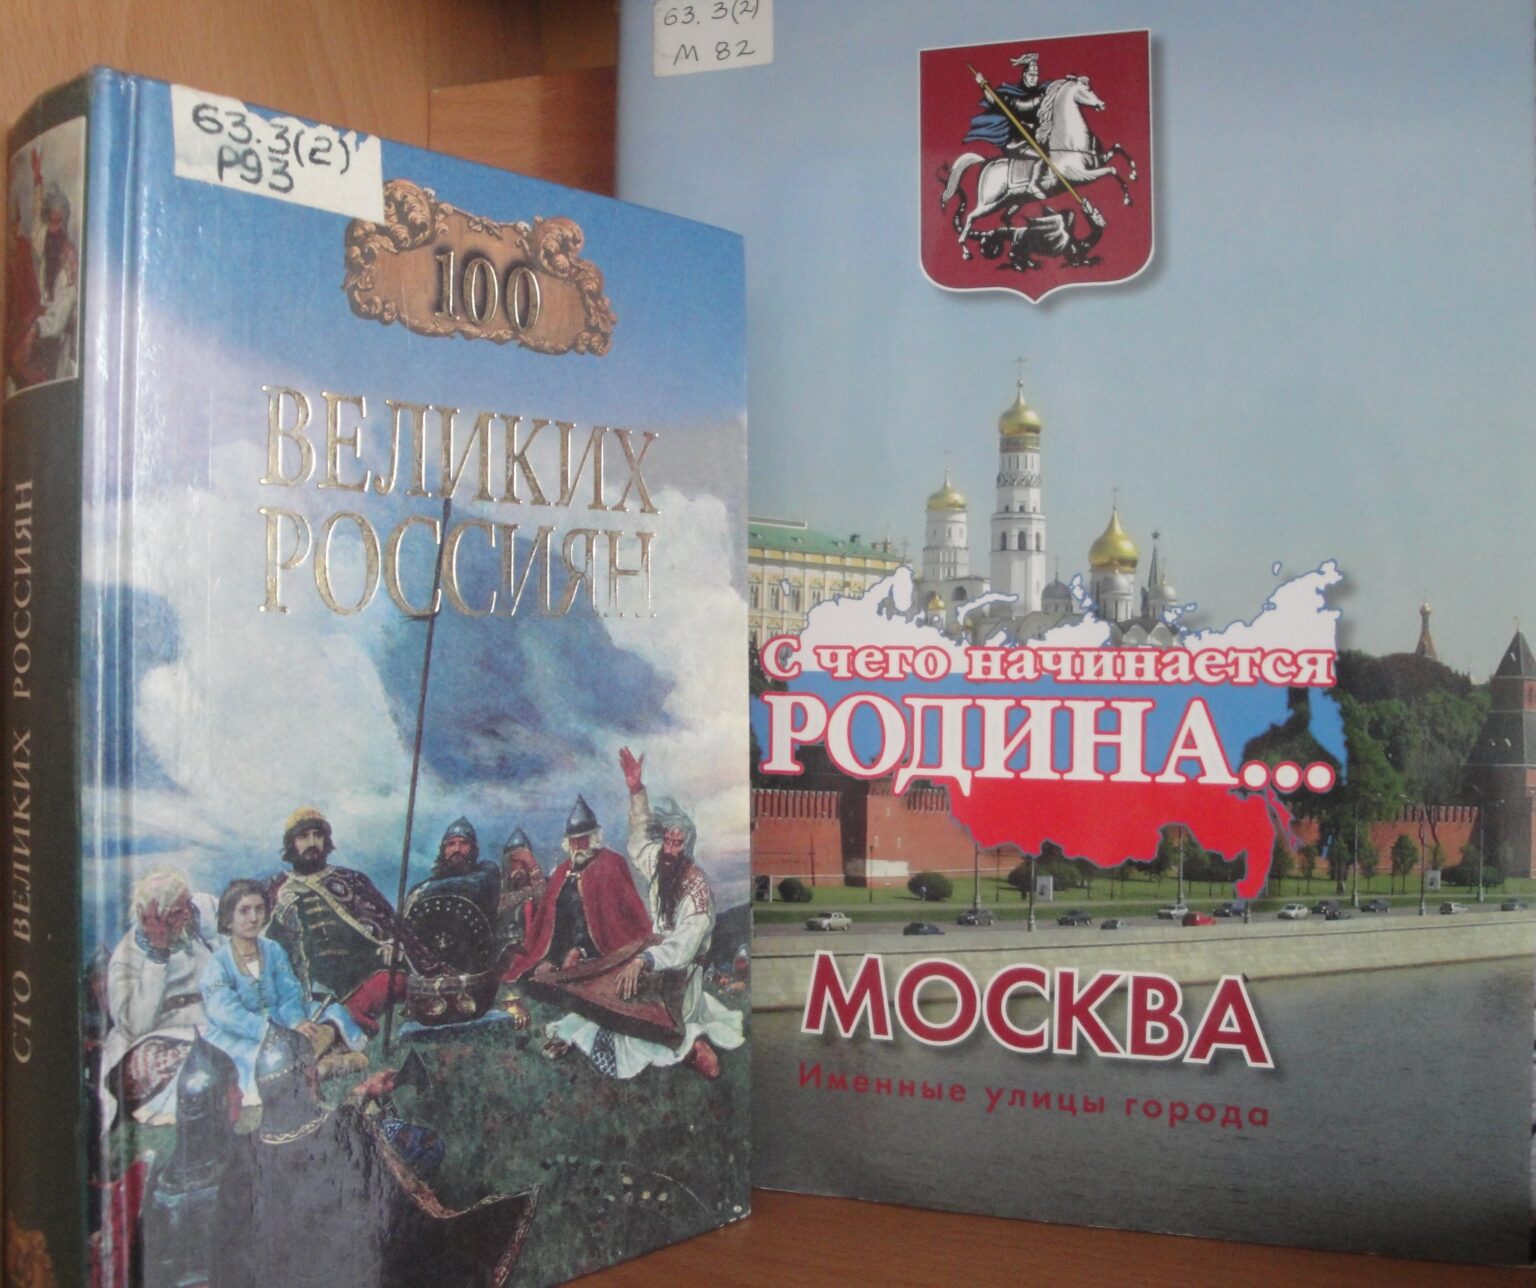 63.3(2)
Р93
100
ВЕЛИКИХ
РОССИЯН
СТО ВЕЛИКИХ РОССИЯН
63.3(2)
М 82
С чего начинается
РОДИНА...
МОСКВА
Именные улицы города